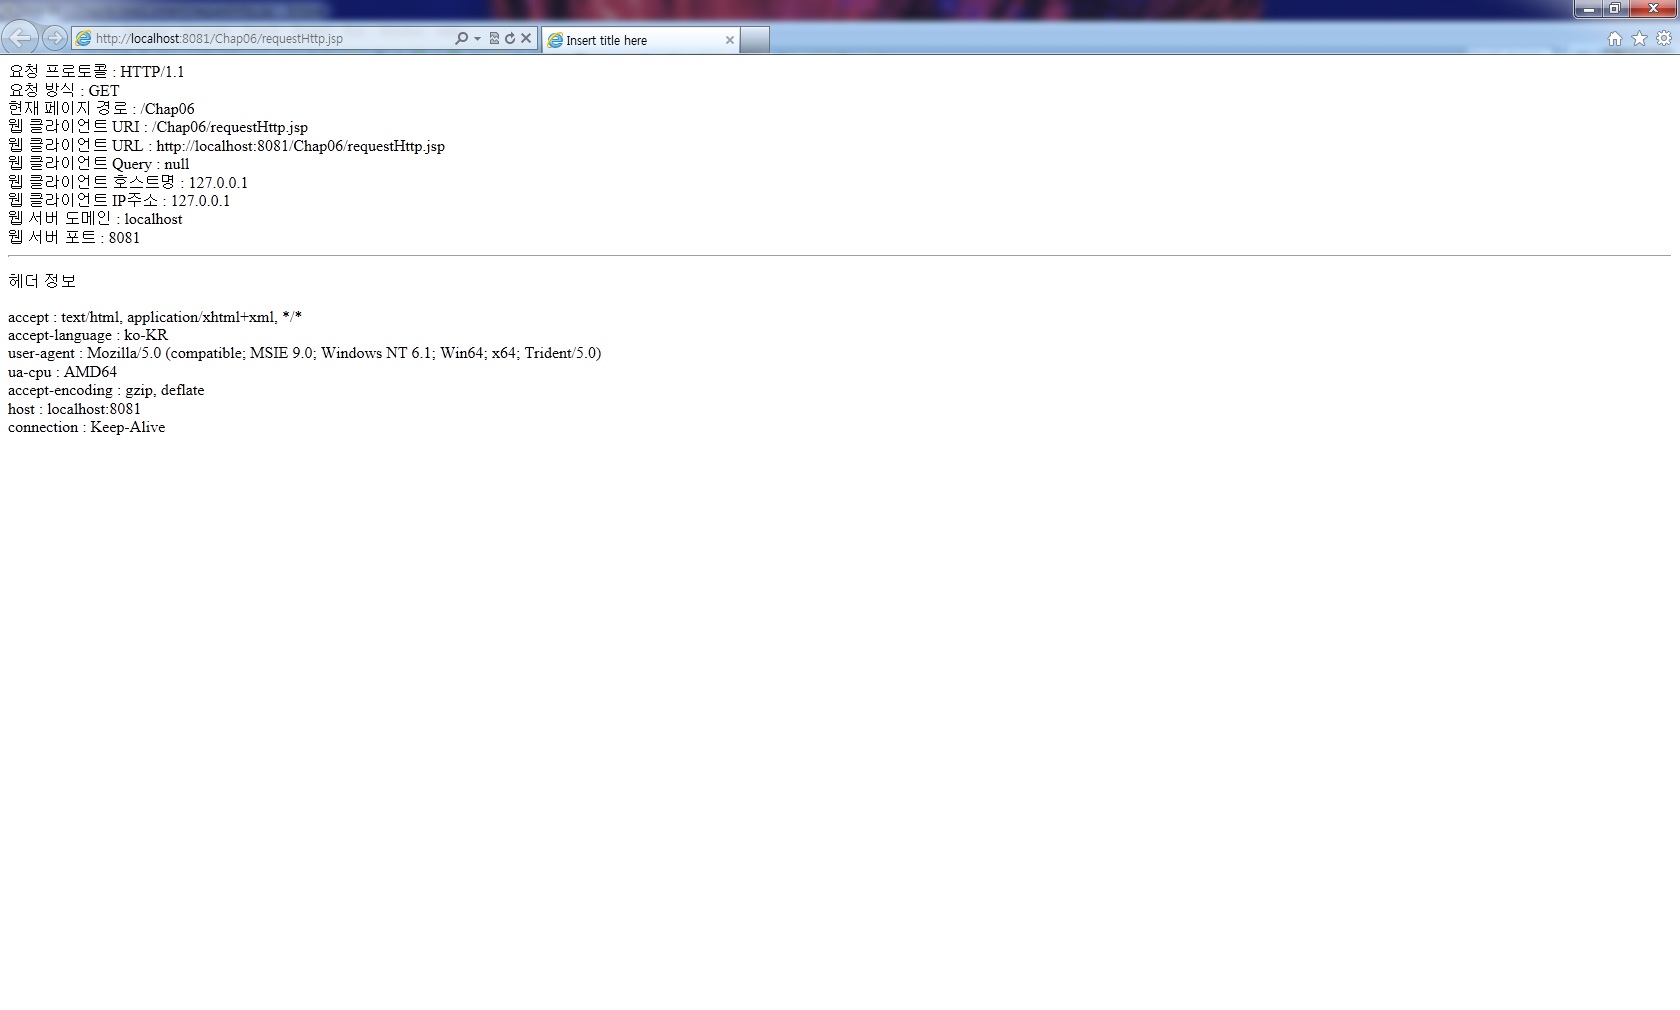 http://localhost:8081/Chap06/requestHttp.jsp
Insert title here
요청 프로토콜 : HTTP/1.1
요청 방식 : GET
현재 페이지 경로 : /Chap06
웹 클라이언트 URI : /Chap06/requestHttp.jsp
웹 클라이언트 URL : http://localhost:8081/Chap06/requestHttp.jsp
웹 클라이언트 Query : null
웹 클라이언트 호스트명 : 127.0.0.1
웹 클라이언트 IP주소 : 127.0.0.1
웹 서버 도메인 : localhost
웹 서버 포트 : 8081
헤더 정보
accept : text/html, application/xhtml+xml, */*
accept-language : ko-KR
user-agent : Mozilla/5.0 (compatible; MSIE 9.0; Windows NT 6.1; Win64; x64; Trident/5.0)
ua-cpu : AMD64
accept-encoding : gzip, deflate
host : localhost:8081
connection : Keep-Alive